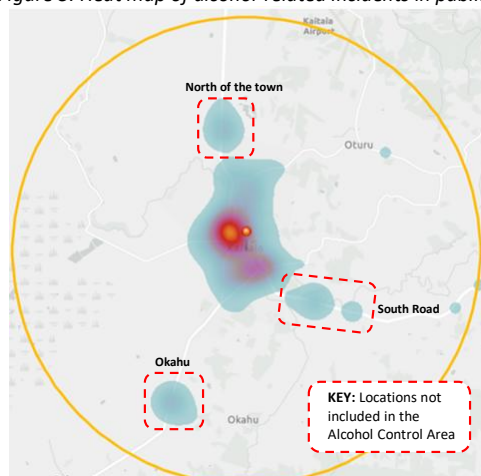 Kaitaia
Airport
North of the town
Oturu
South Road
Okahu
KEY: Locations not
included in the
Alcohol Control Area
Okahu